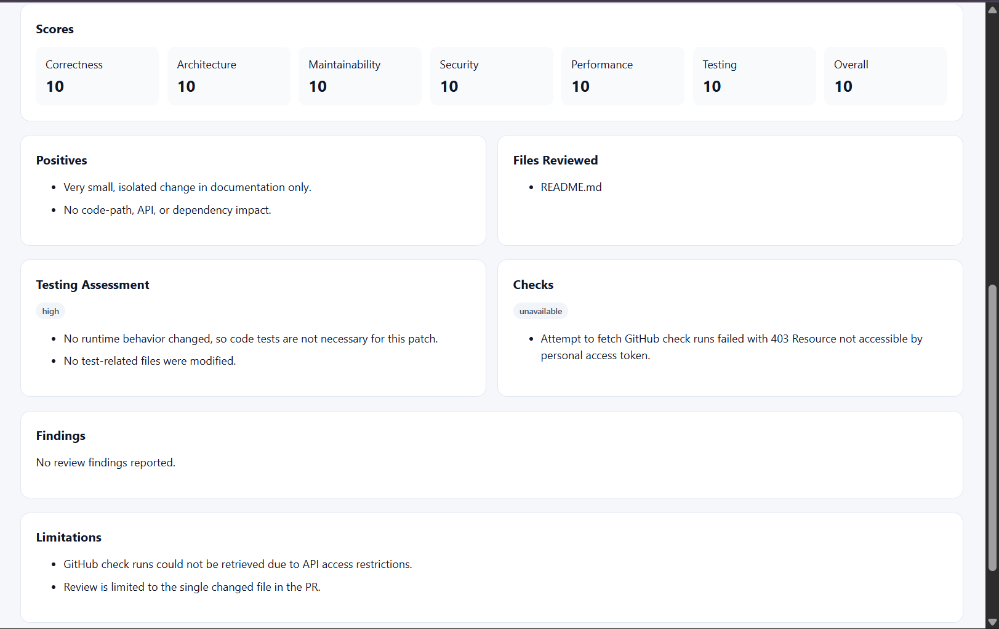 Scores
Correctness
10
Architecture
10
Maintainability
10
Security
10
Performance
10
Testing
10
Overall
10
Positives
• Very small, isolated change in documentation only.
• No code-path, API, or dependency impact.
Files Reviewed
• README.md
Testing Assessment
high
• No runtime behavior changed, so code tests are not necessary for this patch.
• No test-related files were modified.
Checks
unavailable
• Attempt to fetch GitHub check runs failed with 403 Resource not accessible by
personal access token.
Findings
No review findings reported.
Limitations
• GitHub check runs could not be retrieved due to API access restrictions.
• Review is limited to the single changed file in the PR.